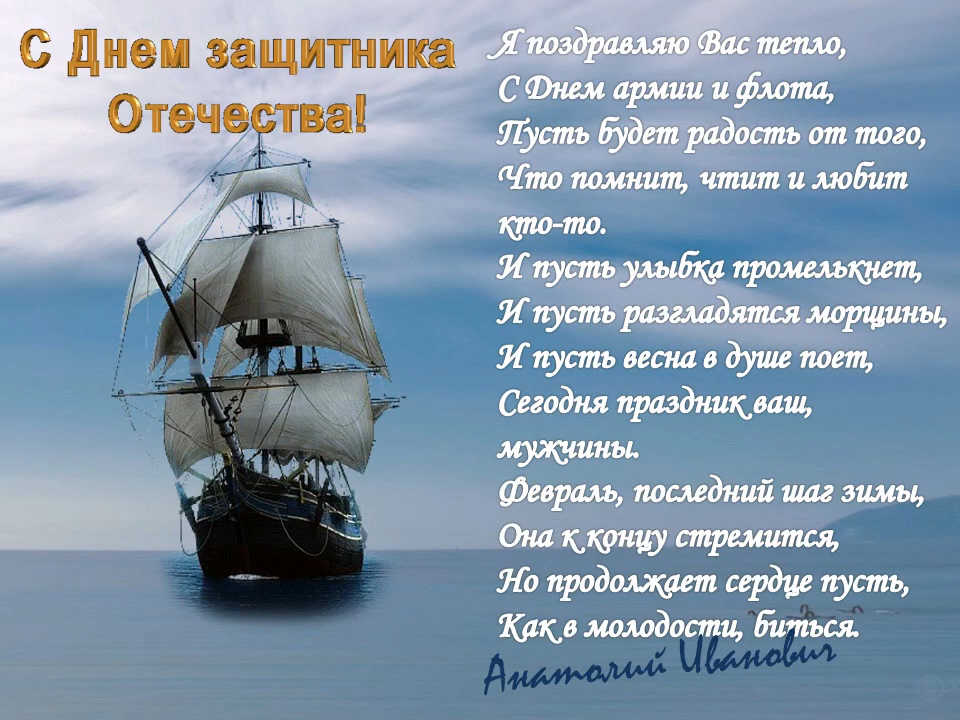 С Днем защитника
Отечества!
Я поздравляю Вас тепло,
С Днем армии и флота,
Пусть будет радость от того,
Что помнит, чтит и любит
кто-то.
И пусть улыбка промелькнет,
И пусть разгладятся морщины,
И пусть весна в душе поет,
Сегодня праздник ваш,
мужчины.
Февраль, последний шаг зимы,
Она к концу стремится,
Но продолжает сердце пусть,
Как в молодости, биться.
Анатолий Иванович